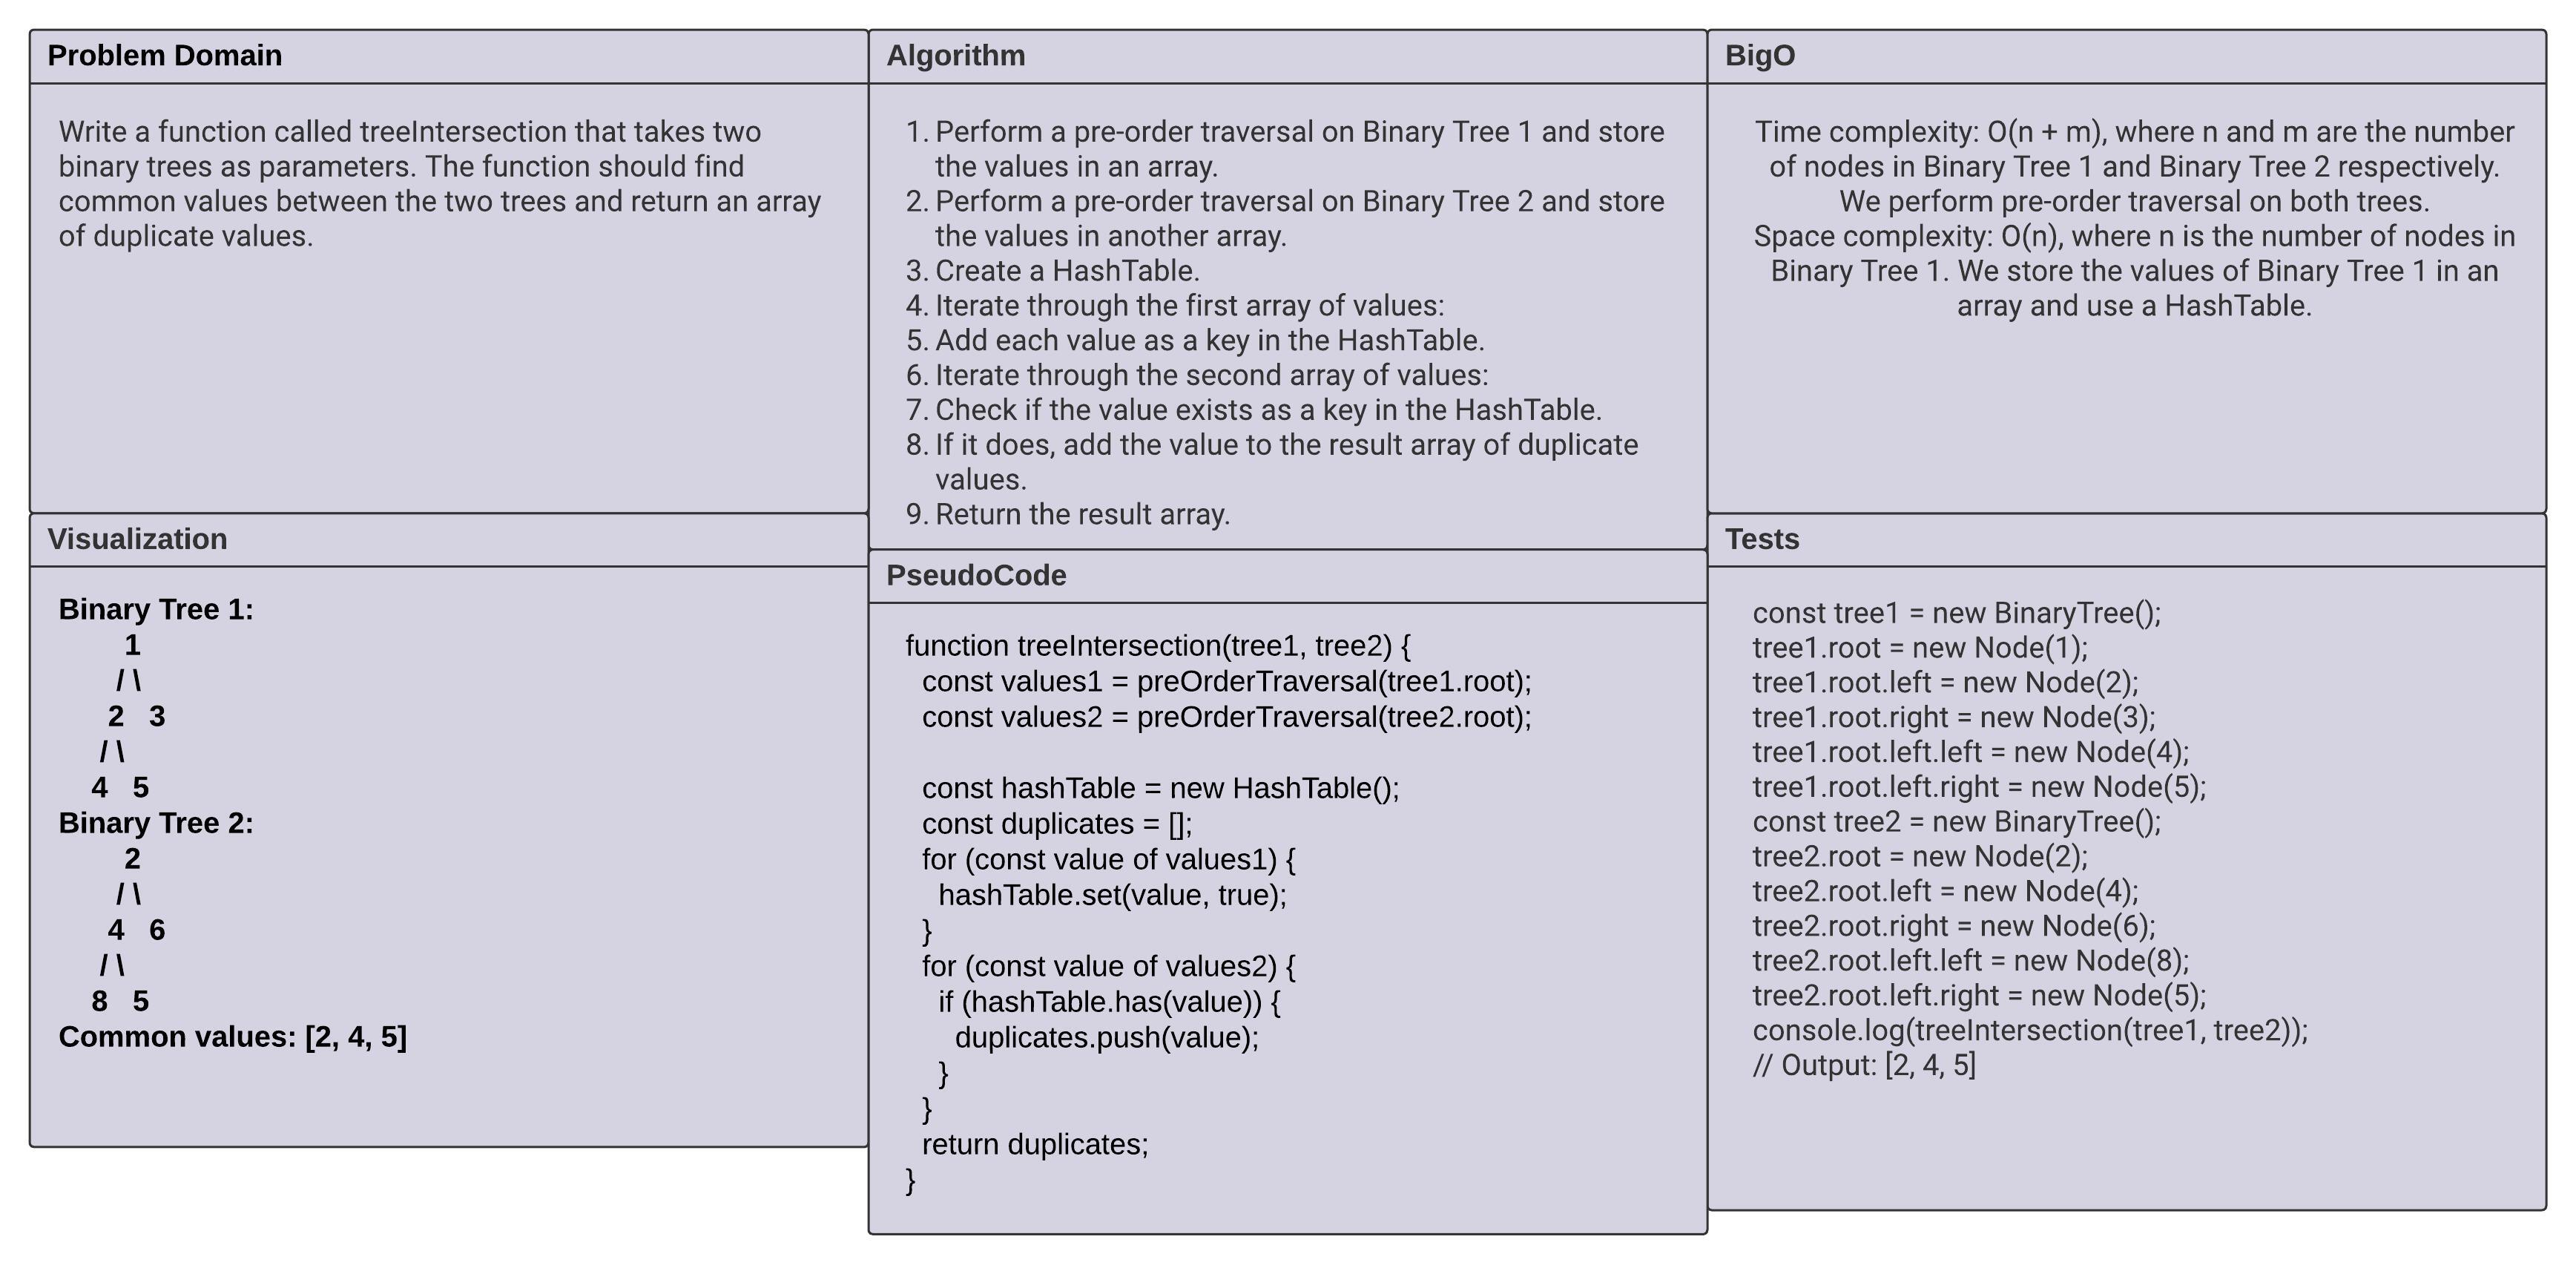 Problem Domain
Write a function called treeIntersection that takes two
binary trees as parameters. The function should find
common values between the two trees and return an array
of duplicate values.
Visualization
Binary Tree 1:
1
/ \
2 3
/ \
4 5
Binary Tree 2:
2
/ \
4 6
/ \
8 5
Common values: [2, 4, 5]
Algorithm
1. Perform a pre-order traversal on Binary Tree 1 and store
the values in an array.
2. Perform a pre-order traversal on Binary Tree 2 and store
the values in another array.
3. Create a HashTable.
4. Iterate through the first array of values:
5. Add each value as a key in the HashTable.
6. Iterate through the second array of values:
7. Check if the value exists as a key in the HashTable.
8. If it does, add the value to the result array of duplicate
values.
9. Return the result array.
PseudoCode
function treeIntersection(tree1, tree2) {
const values1 = preOrderTraversal(tree1.root);
const values2 = preOrderTraversal(tree2.root);
const hashTable = new HashTable();
const duplicates = [];
for (const value of values1) {
hashTable.set(value, true);
}
for (const value of values2) {
if (hashTable.has(value)) {
duplicates.push(value);
}
}
return duplicates;
}
BigO
Time complexity: O(n + m), where n and m are the number
of nodes in Binary Tree 1 and Binary Tree 2 respectively.
We perform pre-order traversal on both trees.
Space complexity: O(n), where n is the number of nodes in
Binary Tree 1. We store the values of Binary Tree 1 in an
array and use a HashTable.
Tests
const tree1 = new BinaryTree();
tree1.root = new Node(1);
tree1.root.left = new Node(2);
tree1.root.right = new Node(3);
tree1.root.left.left = new Node(4);
tree1.root.left.right = new Node(5);
const tree2 = new BinaryTree();
tree2.root = new Node(2);
tree2.root.left = new Node(4);
tree2.root.right = new Node(6);
tree2.root.left.left = new Node(8);
tree2.root.left.right = new Node(5);
console.log(treeIntersection(tree1, tree2));
// Output: [2, 4, 5]